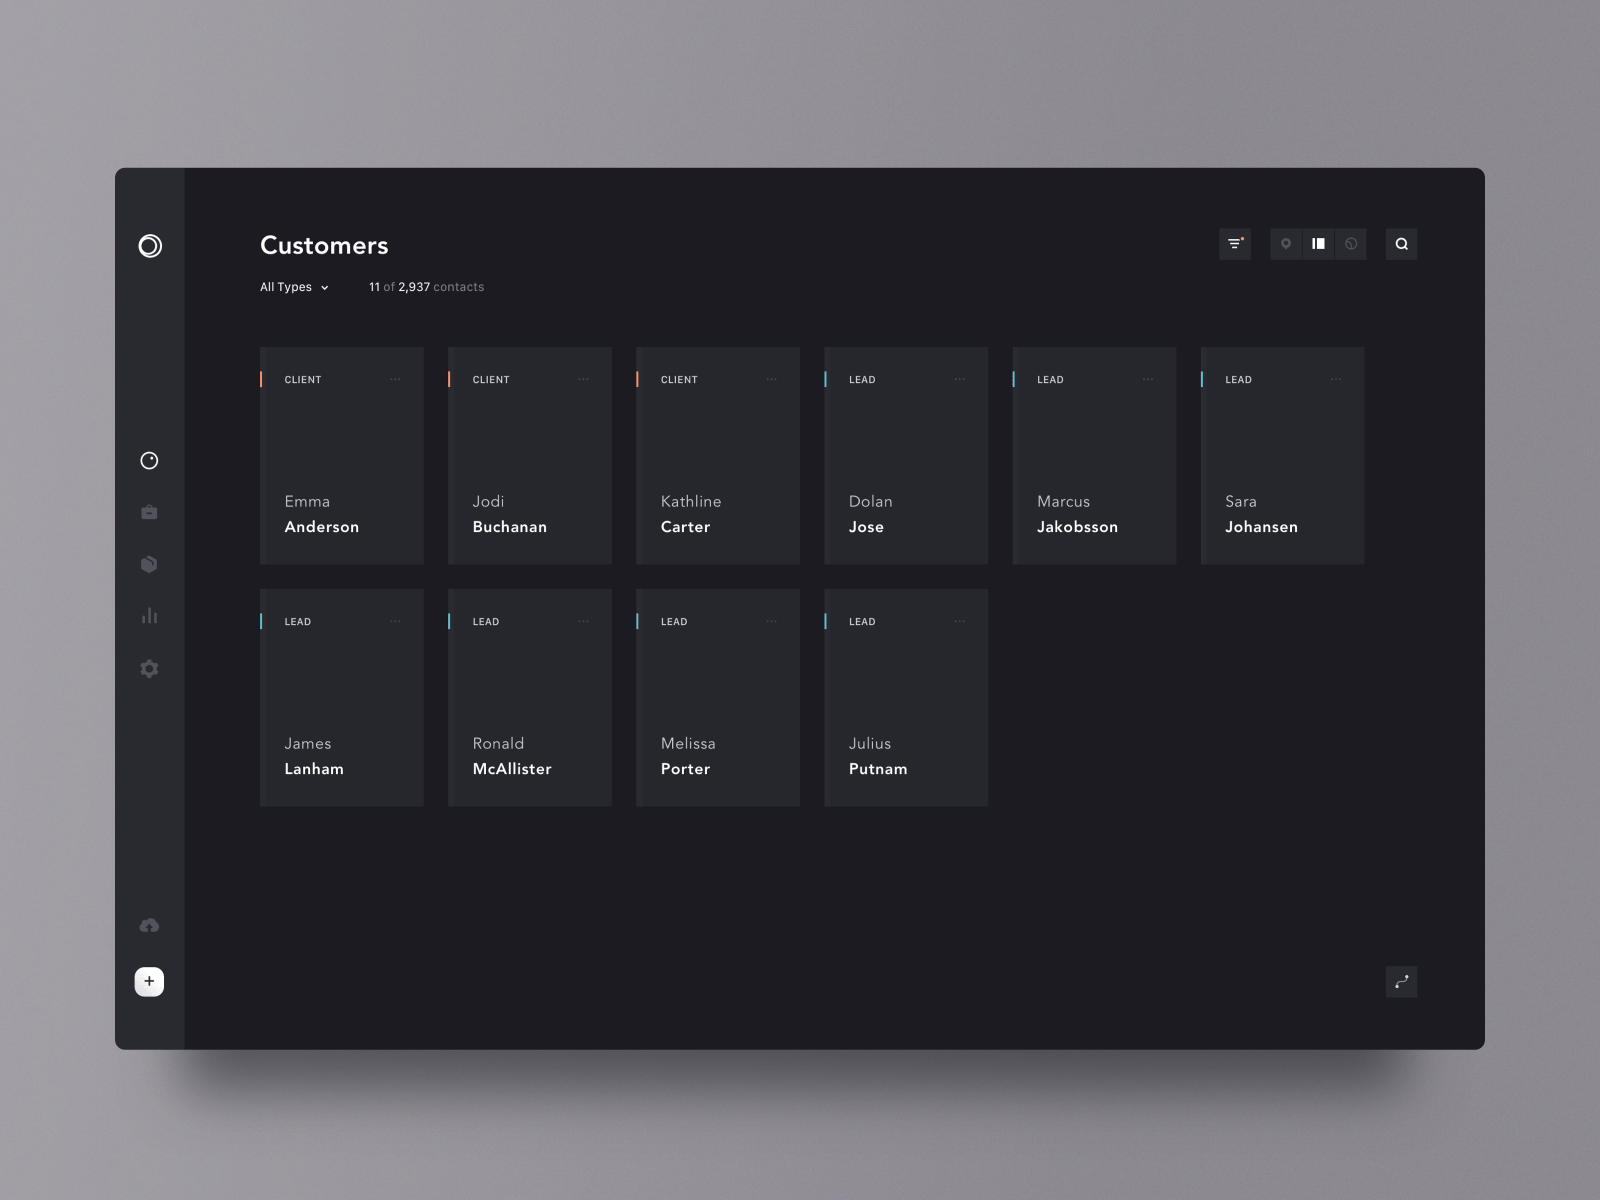 Customers
All Types
11 of 2,937 contacts
CLIENT
Emma
Anderson
CLIENT
Jodi
Buchanan
CLIENT
Kathline
Carter
LEAD
Dolan
Jose
LEAD
Marcus
Jakobsson
LEAD
Sara
Johansen
LEAD
James
Lanham
LEAD
Ronald
McAllister
LEAD
Melissa
Porter
LEAD
Julius
Putnam